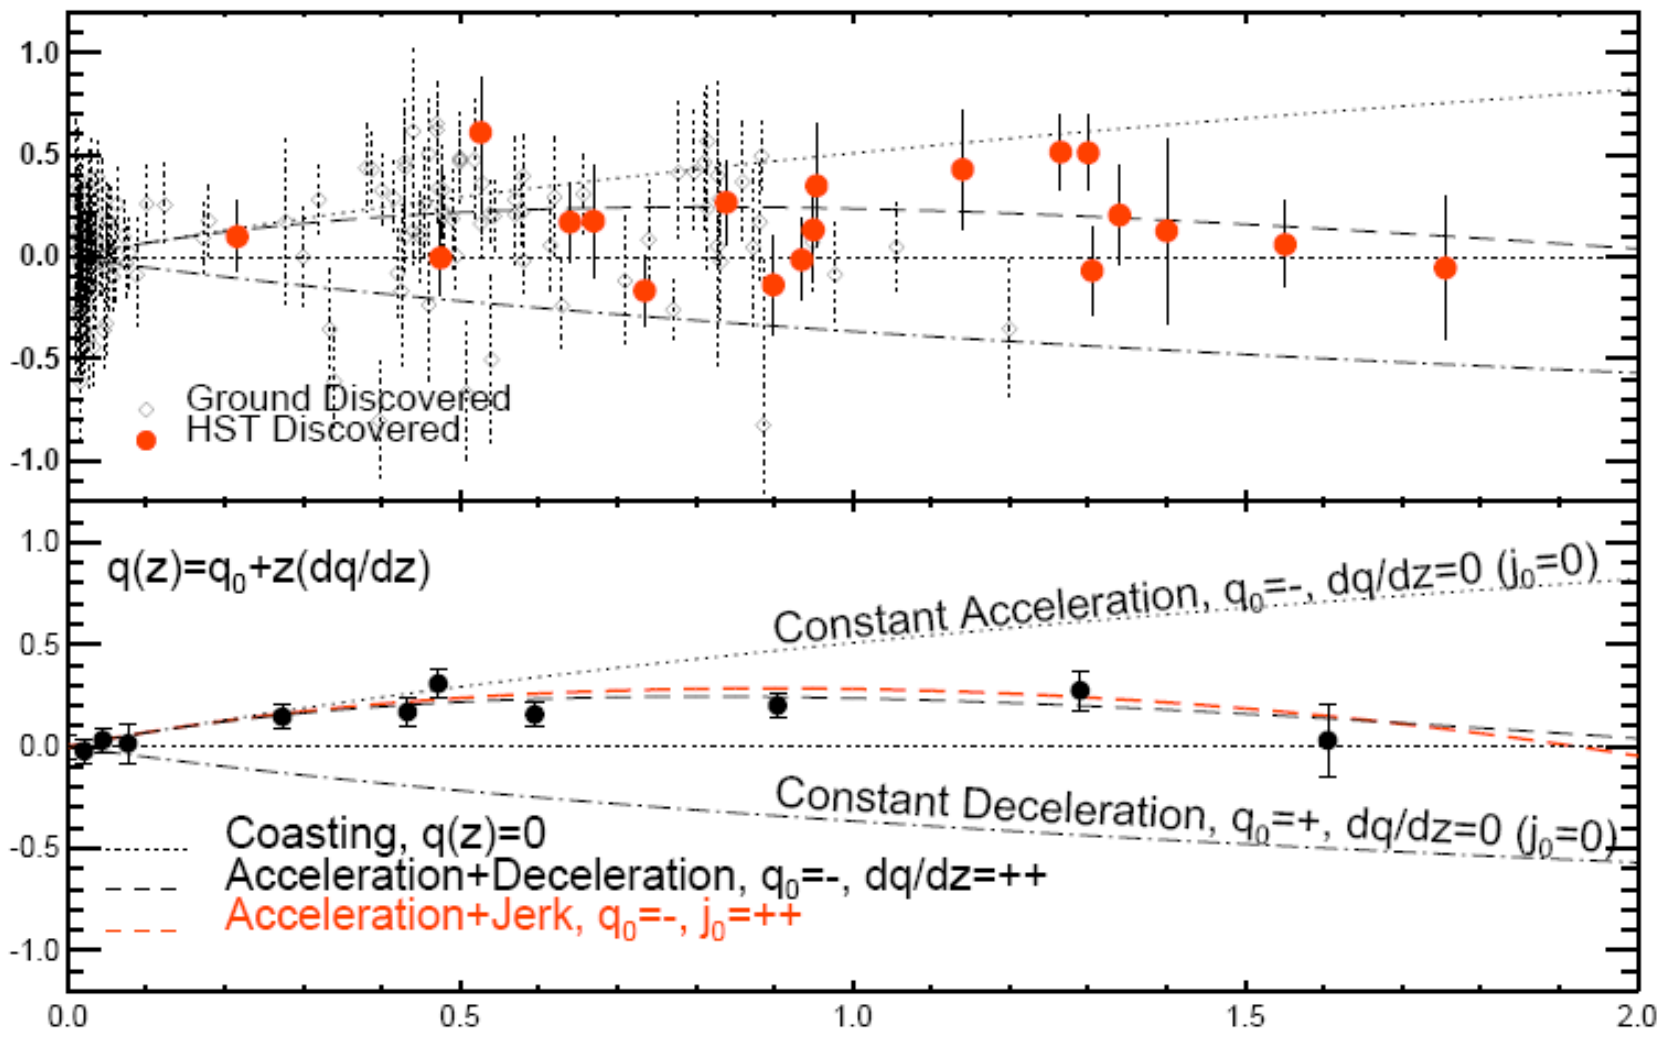 1.0
0.5
0.0
-0.5
-1.0
Ground Discovered
HST Discovered
1.0
0.5
0.0
-0.5
-1.0
q(z)=q₀+z(dq/dz)
Constant Acceleration, q₀=-, dq/dz=0 (j₀=0)
Constant Deceleration, q₀=+, dq/dz=0 (j₀=0)
Coasting, q(z)=0
Acceleration+Deceleration, q₀=-, dq/dz=++
Acceleration+Jerk, q₀=-, j₀=++
0.0 0.5 1.0 1.5 2.0